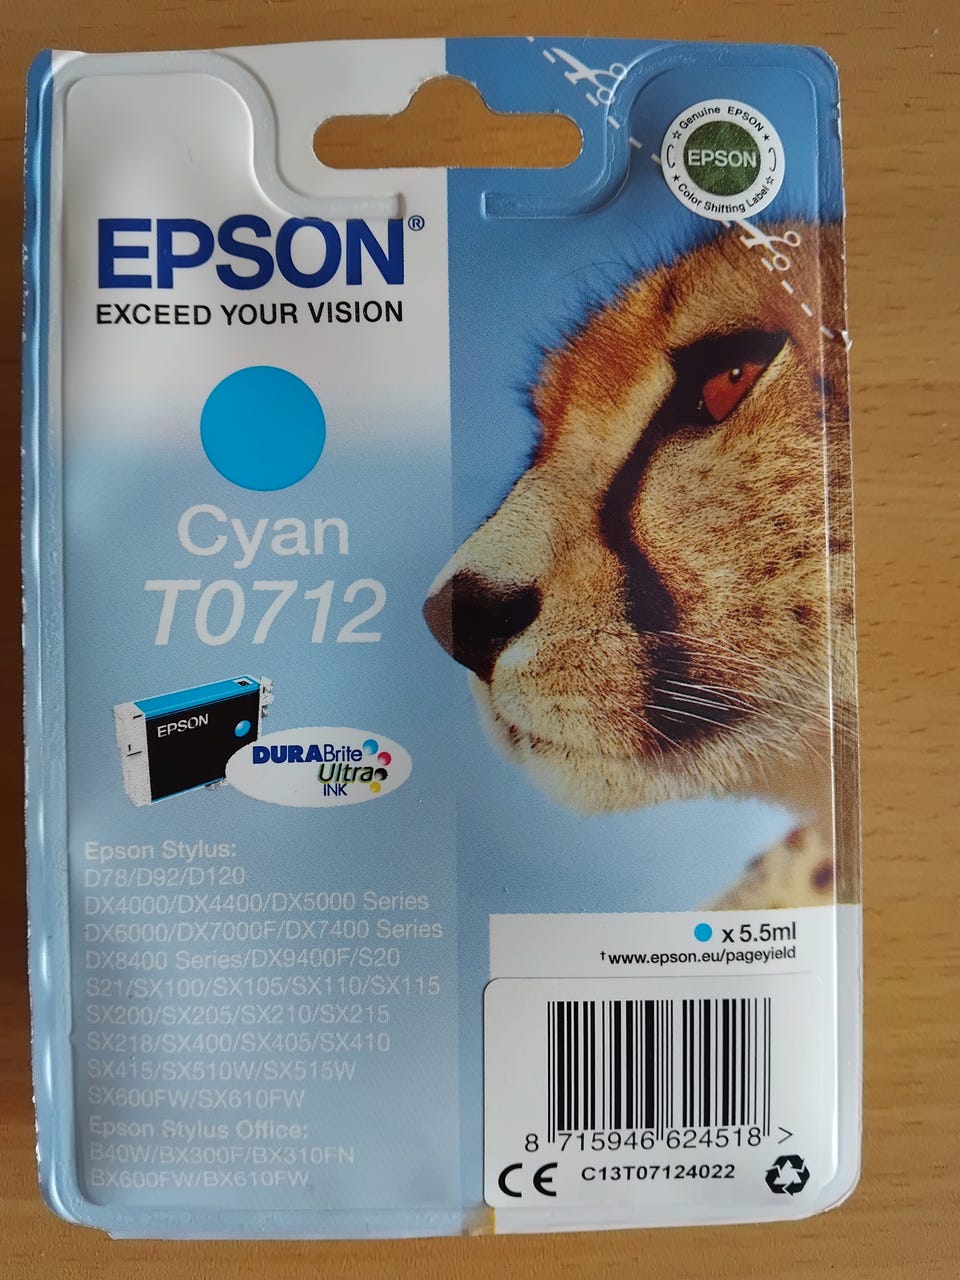 ☆ Genuine EPSON ★
EPSON
★ Color Shifting Label ☆
EPSON®
EXCEED YOUR VISION
Cyan
T0712
EPSON
DURABrite
Ultra
INK
Epson Stylus:
D78/D92/D120
DX4000/DX4400/DX5000 Series
DX6000/DX7000F/DX7400 Series
DX8400 Series/DX9400F/S20
S21/SX100/SX105/SX110/SX115
SX200/SX205/SX210/SX215
SX218/SX400/SX405/SX410
SX415/SX510W/SX515W
SX600FW/SX610FW
Epson Stylus Office:
B40W/BX300F/BX310FN
BX600FW/BX610FW
x 5.5ml
†www.epson.eu/pageyield
8 715946 624518 >
CE C13T07124022